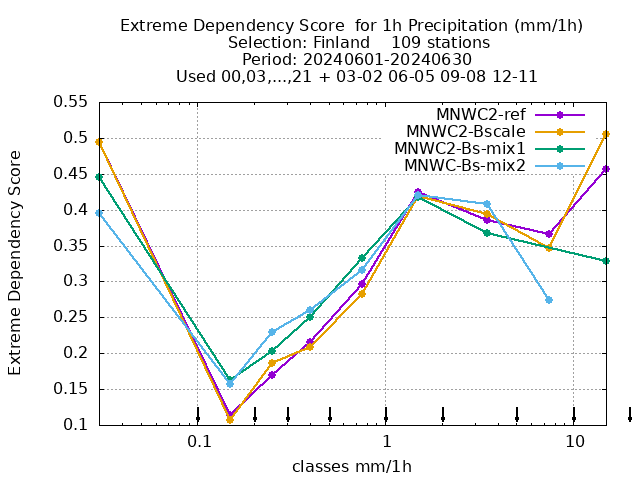 Extreme Dependency Score  for 1h Precipitation (mm/1h)
Selection: Finland    109 stations
Period: 20240601-20240630
Used 00,03,...,21 + 03-02 06-05 09-08 12-11
MNWC2-ref
MNWC2-Bscale
MNWC2-Bs-mix1
MNWC-Bs-mix2
Extreme Dependency Score
0.55
0.5
0.45
0.4
0.35
0.3
0.25
0.2
0.15
0.1
0.1
1
10
classes mm/1h